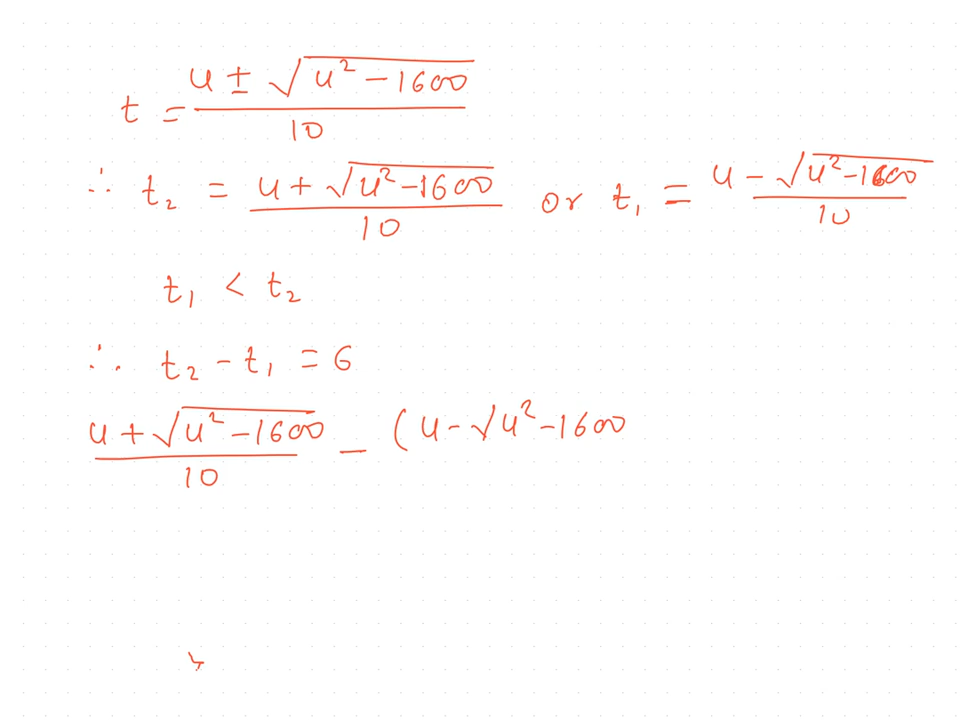 t = (u ± √(u² - 1600)) / 10
∴ t₂ = (u + √(u² - 1600)) / 10 or t₁ = (u - √(u² - 1600)) / 10
t₁ < t₂
∴ t₂ - t₁ = 6
(u + √(u² - 1600)) / 10 - (u - √u² - 1600